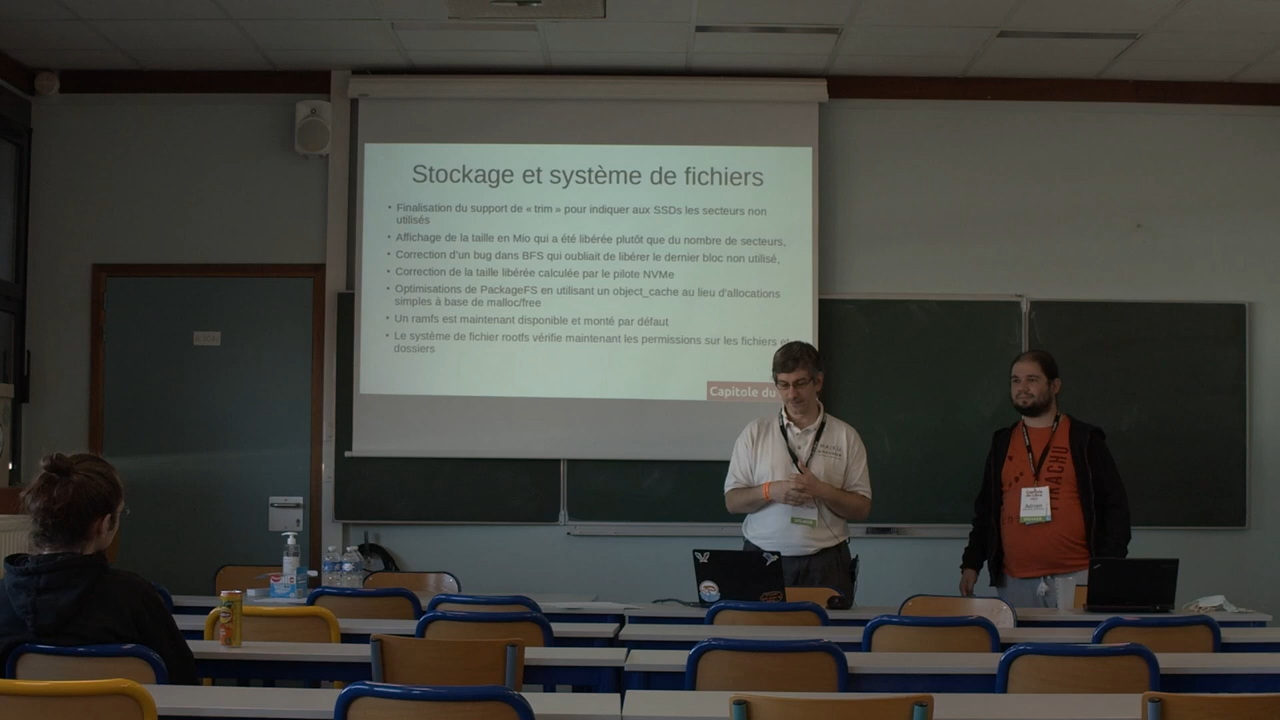 Stockage et système de fichiers
• Finalisation du support de « trim » pour indiquer aux SSDs les secteurs non
utilisés
• Affichage de la taille en Mio qui a été libérée plutôt que du nombre de secteurs,
• Correction d'un bug dans BFS qui oubliait de libérer le dernier bloc non utilisé,
• Correction de la taille libérée calculée par le pilote NVMe
• Optimisations de PackageFS en utilisant un object_cache au lieu d'allocations
simples à base de malloc/free
• Un ramfs est maintenant disponible et monté par défaut
• Le système de fichier rootfs vérifie maintenant les permissions sur les fichiers et
dossiers
Capitole du